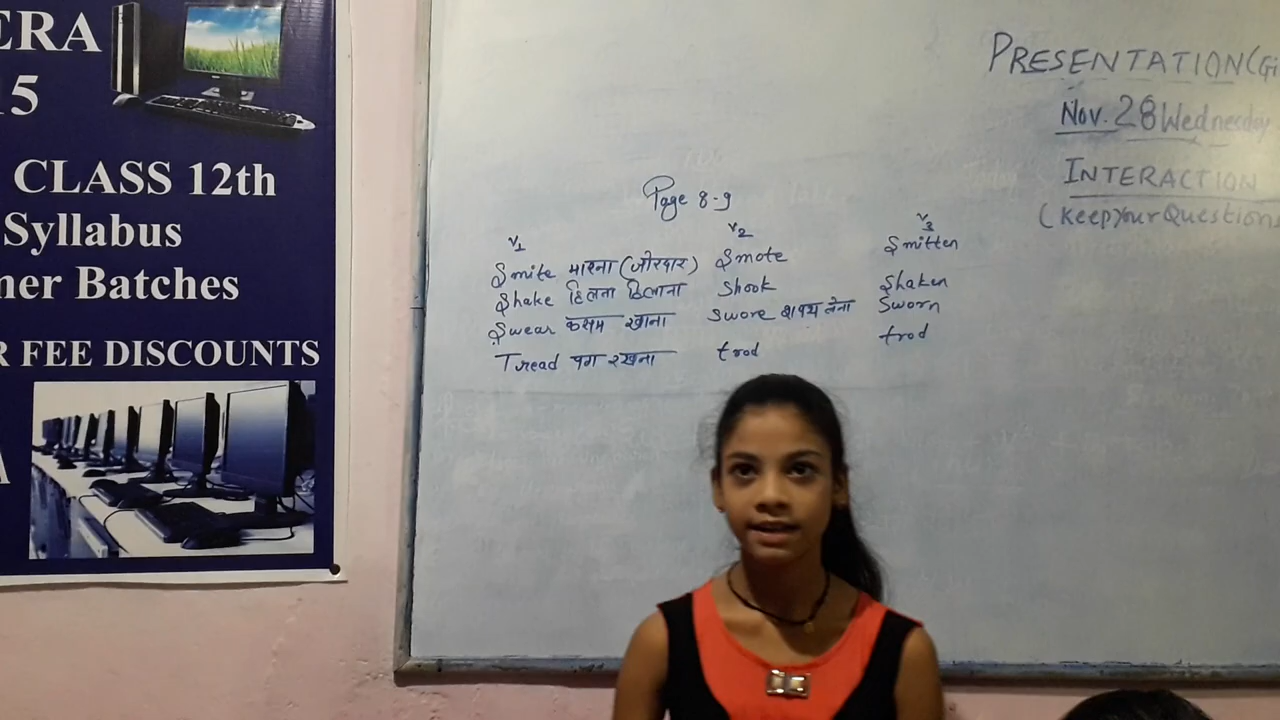 ERA
15
CLASS 12th
Syllabus
mer Batches
R FEE DISCOUNTS
A
PRESENTATION (Gi
Nov. 28 Wednesday
INTERACTION
(Keep Your Question
Page 8-9
V1 V2 V3
Smite मारना (जोरदार) Smote Smitten
Shake हिलना हिलाना Shook Shaken
Swear कसम खाना Swore शपथ लेना Sworn
Tread पग रखना trod trod